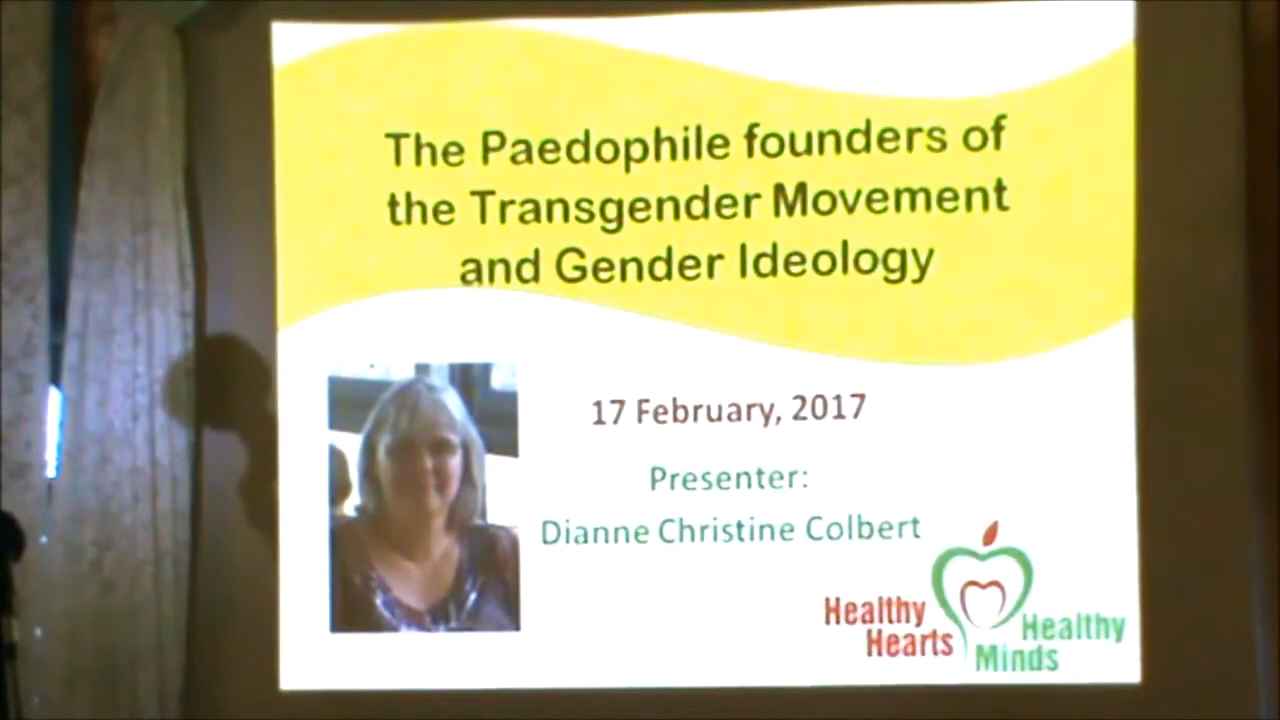 The Paedophile founders of
the Transgender Movement
and Gender Ideology
17 February, 2017
Presenter:
Dianne Christine Colbert
Healthy
Hearts
Healthy
Minds